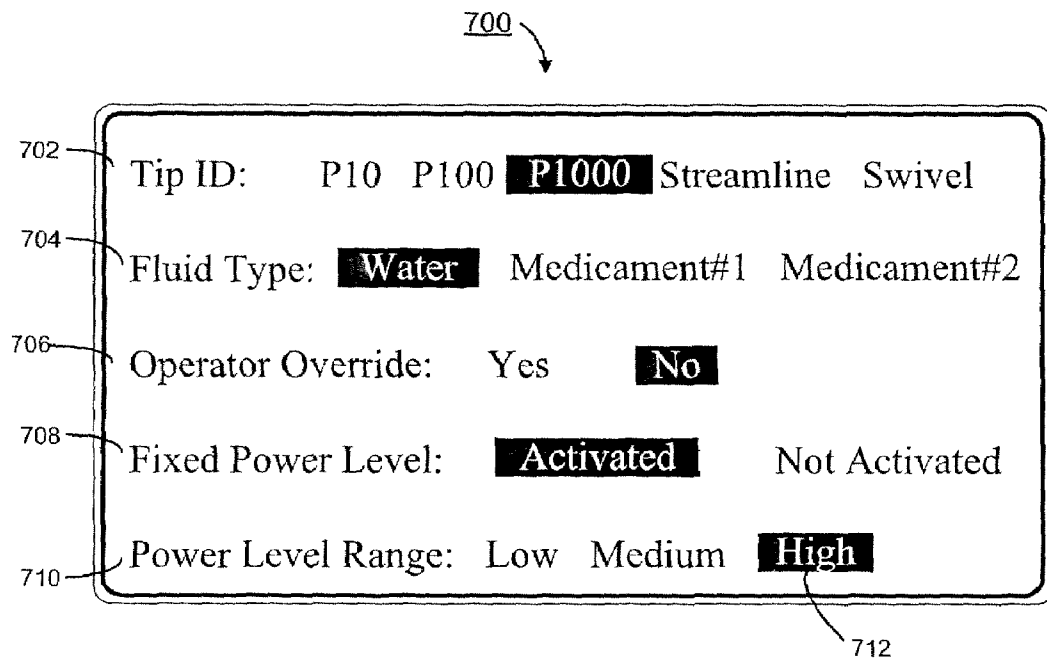 700
702
Tip ID: P10 P100 P1000 Streamline Swivel
704
Fluid Type: Water Medicament#1 Medicament#2
706
Operator Override: Yes No
708
Fixed Power Level: Activated Not Activated
710
Power Level Range: Low Medium High
712